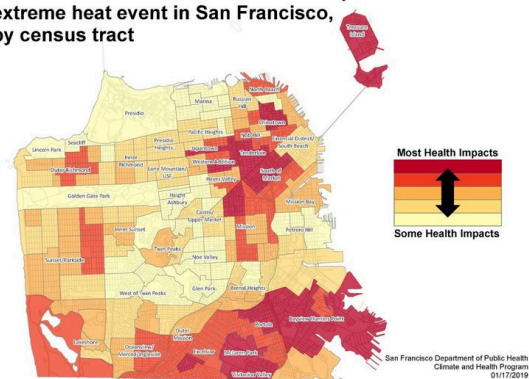 extreme heat event in San Francisco,
by census tract
Treasure
Island
North Beach
Marina
Russian
Hill
Presidio
Chinatown
Nob Hill
Financial District/
South Beach
Pacific Heights
Seacliff
Lincoln Park
Presidio
Heights
Japantown
Tenderloin
Inner
Richmond
Western Addition
Outer Richmond
Lone Mountain/
USF
South of
Market
Hayes Valley
Golden Gate Park
Haight
Ashbury
Mission Bay
Castro/
Upper Market
Inner Sunset
Mission
Potrero Hill
Twin Peaks
Noe Valley
Sunset/Parkside
Glen Park
Bernal Heights
West of Twin Peaks
Bayview Hunters Point
Portola
Outer
Mission
Lakeshore
Oceanview/
Merced/Ingleside
Excelsior
McLaren Park
Visitacion Valley
Most Health Impacts
Some Health Impacts
San Francisco Department of Public Health
Climate and Health Program
01/17/2019